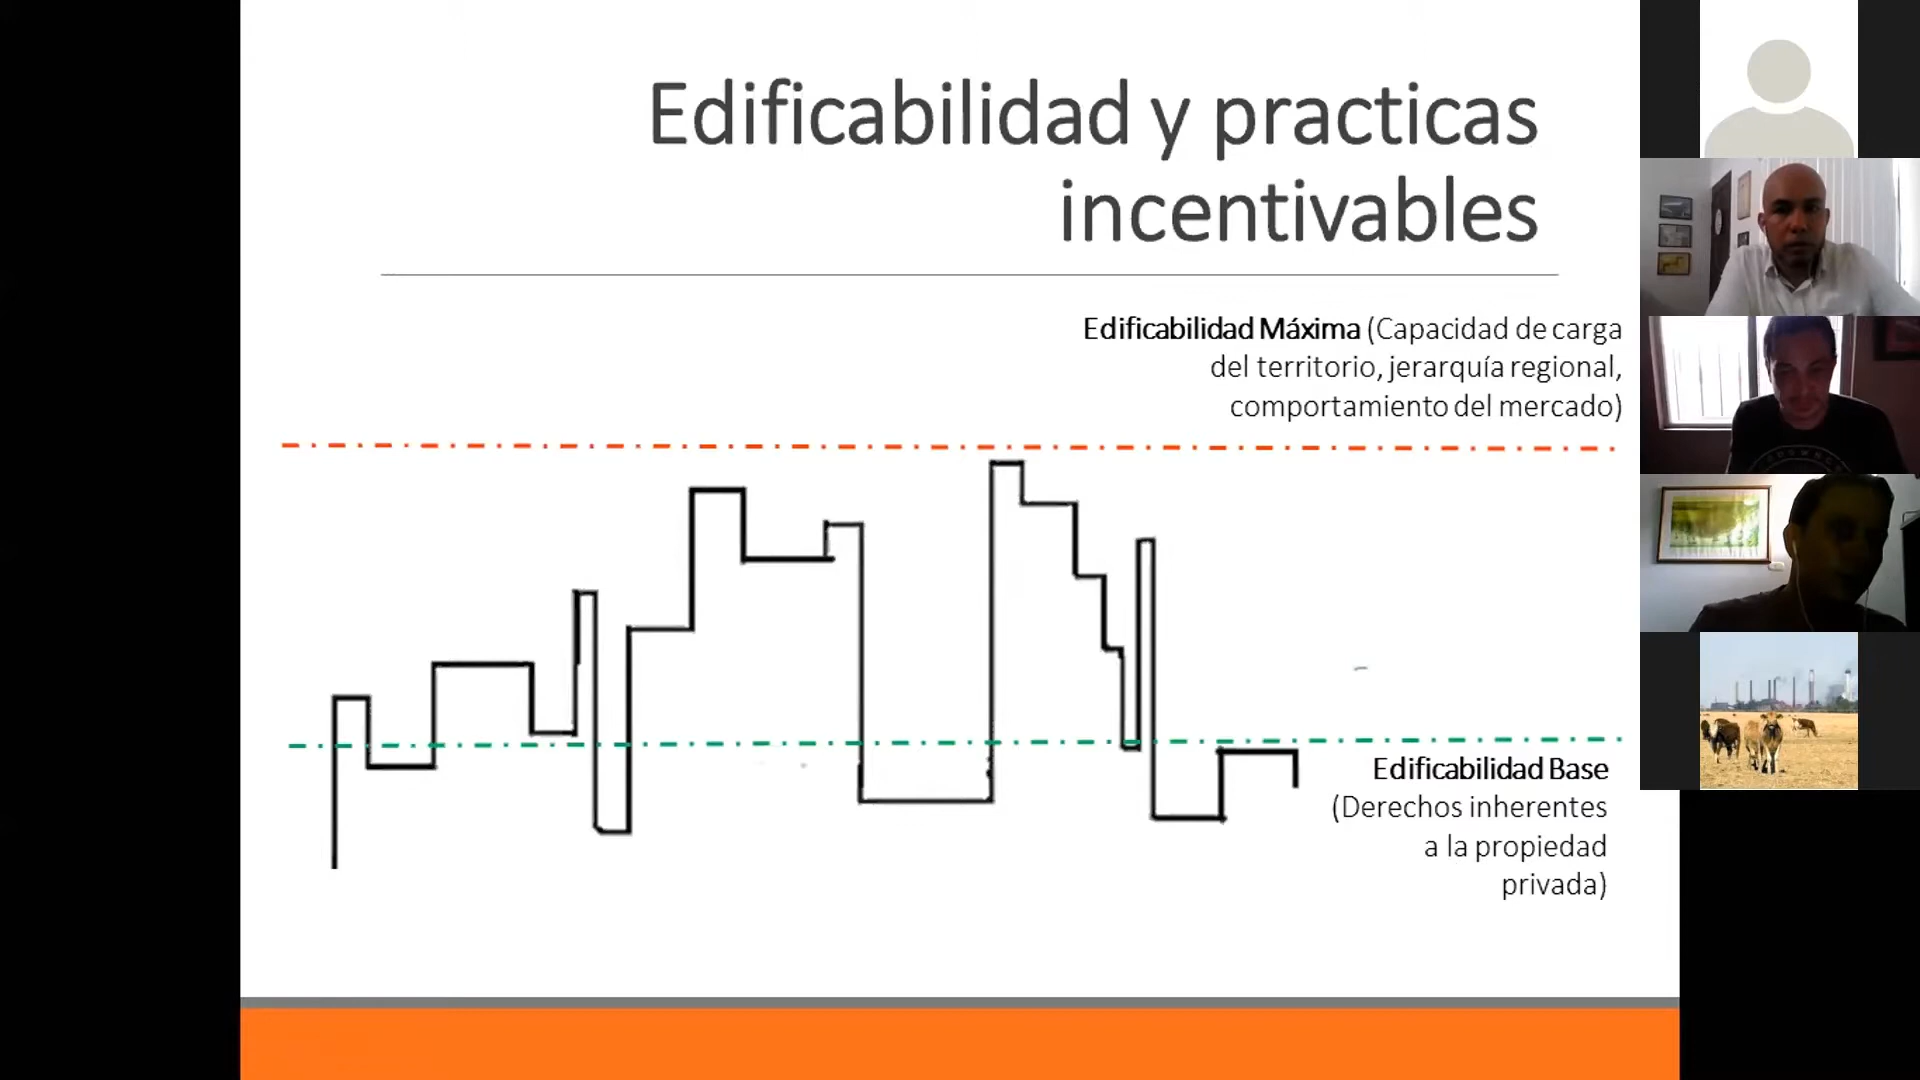 Edificabilidad y practicas
incentivables
Edificabilidad Máxima (Capacidad de carga
del territorio, jerarquía regional,
comportamiento del mercado)
Edificabilidad Base
(Derechos inherentes
a la propiedad
privada)